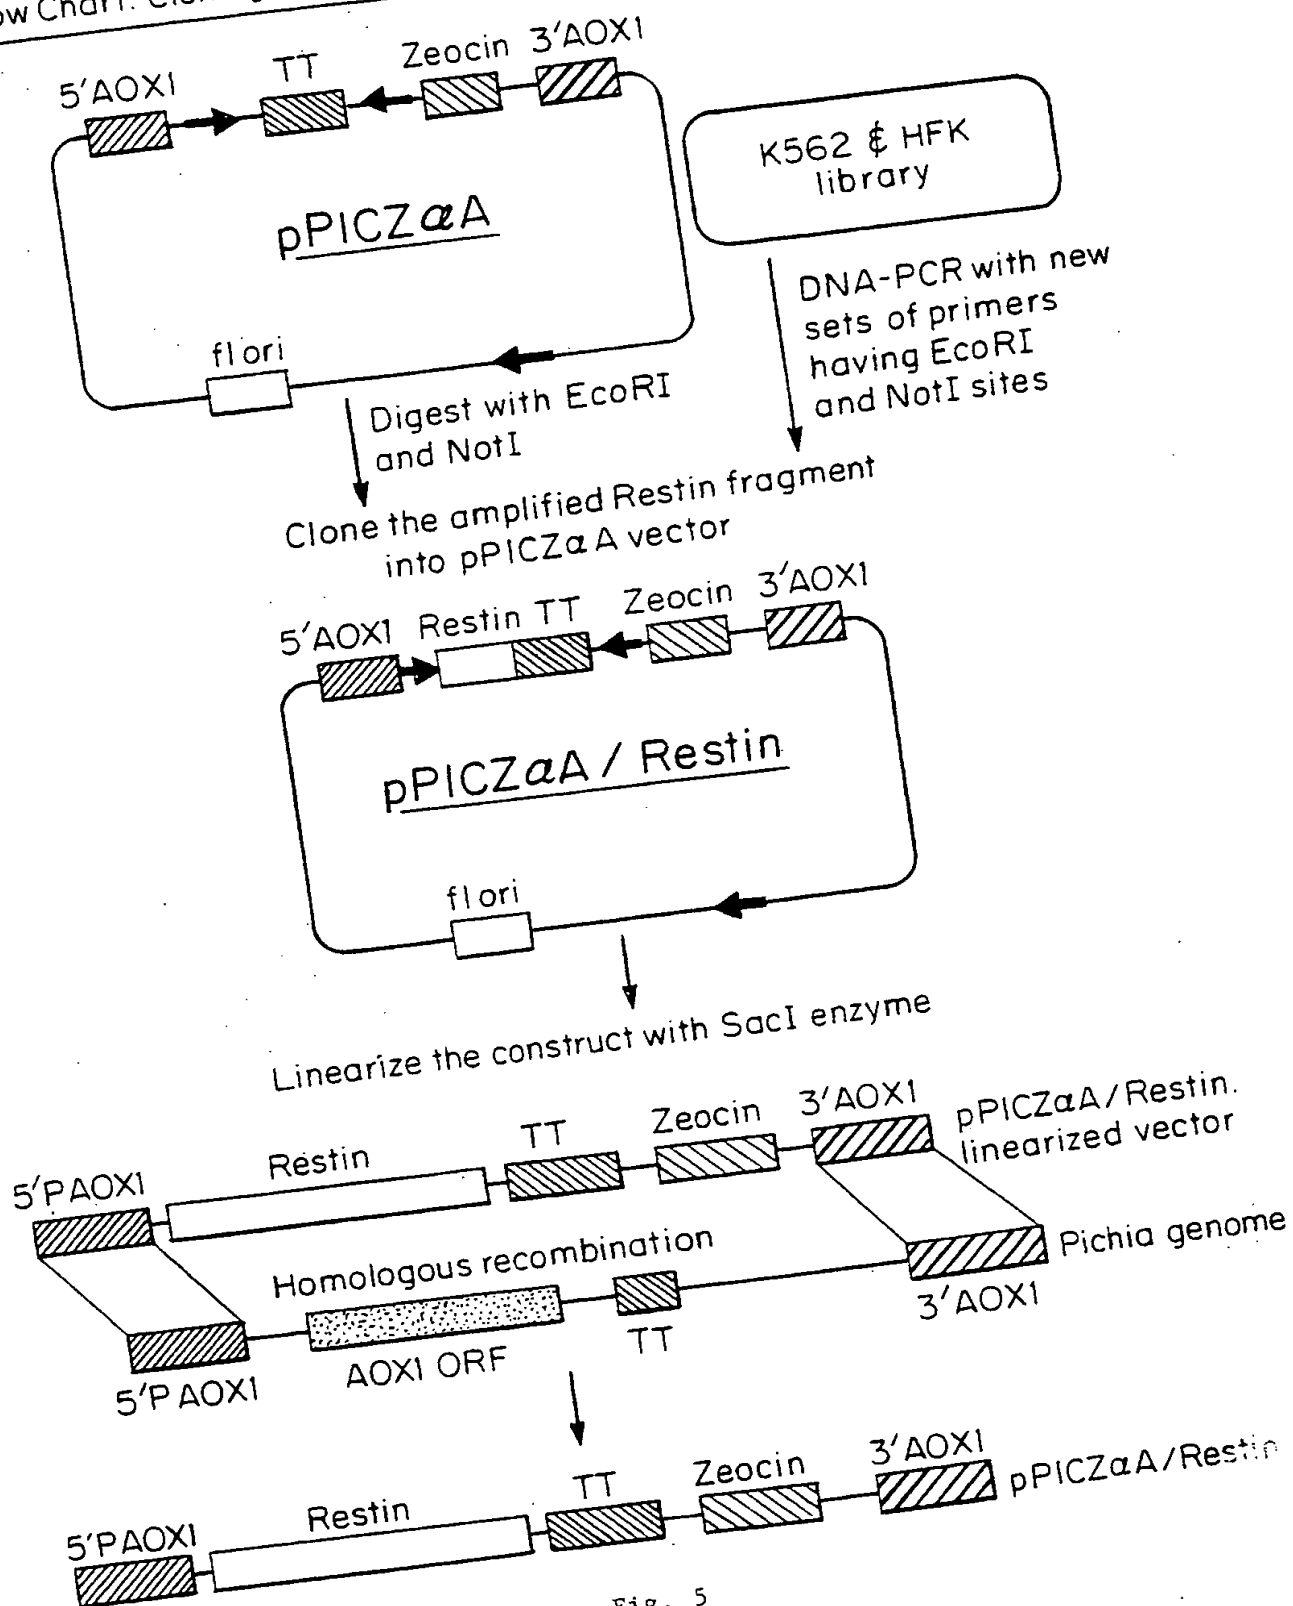 Chart:
5'AOX1 TT Zeocin 3'AOX1
pPICZαA
f1 ori
K562 & HFK
library
DNA-PCR with new
sets of primers
having EcoRI
and NotI sites
Digest with EcoRI
and NotI
Clone the amplified Restin fragment
into pPICZαA vector
5'AOX1 Restin TT Zeocin 3'AOX1
pPICZαA / Restin
f1 ori
Linearize the construct with SacI enzyme
5'PAOX1 Restin TT Zeocin 3'AOX1
pPICZαA/Restin.
linearized vector
Homologous recombination
Pichia genome
5'PAOX1 AOX1 ORF TT 3'AOX1
5'PAOX1 Restin TT Zeocin 3'AOX1
pPICZαA/Restin
Fig. 5